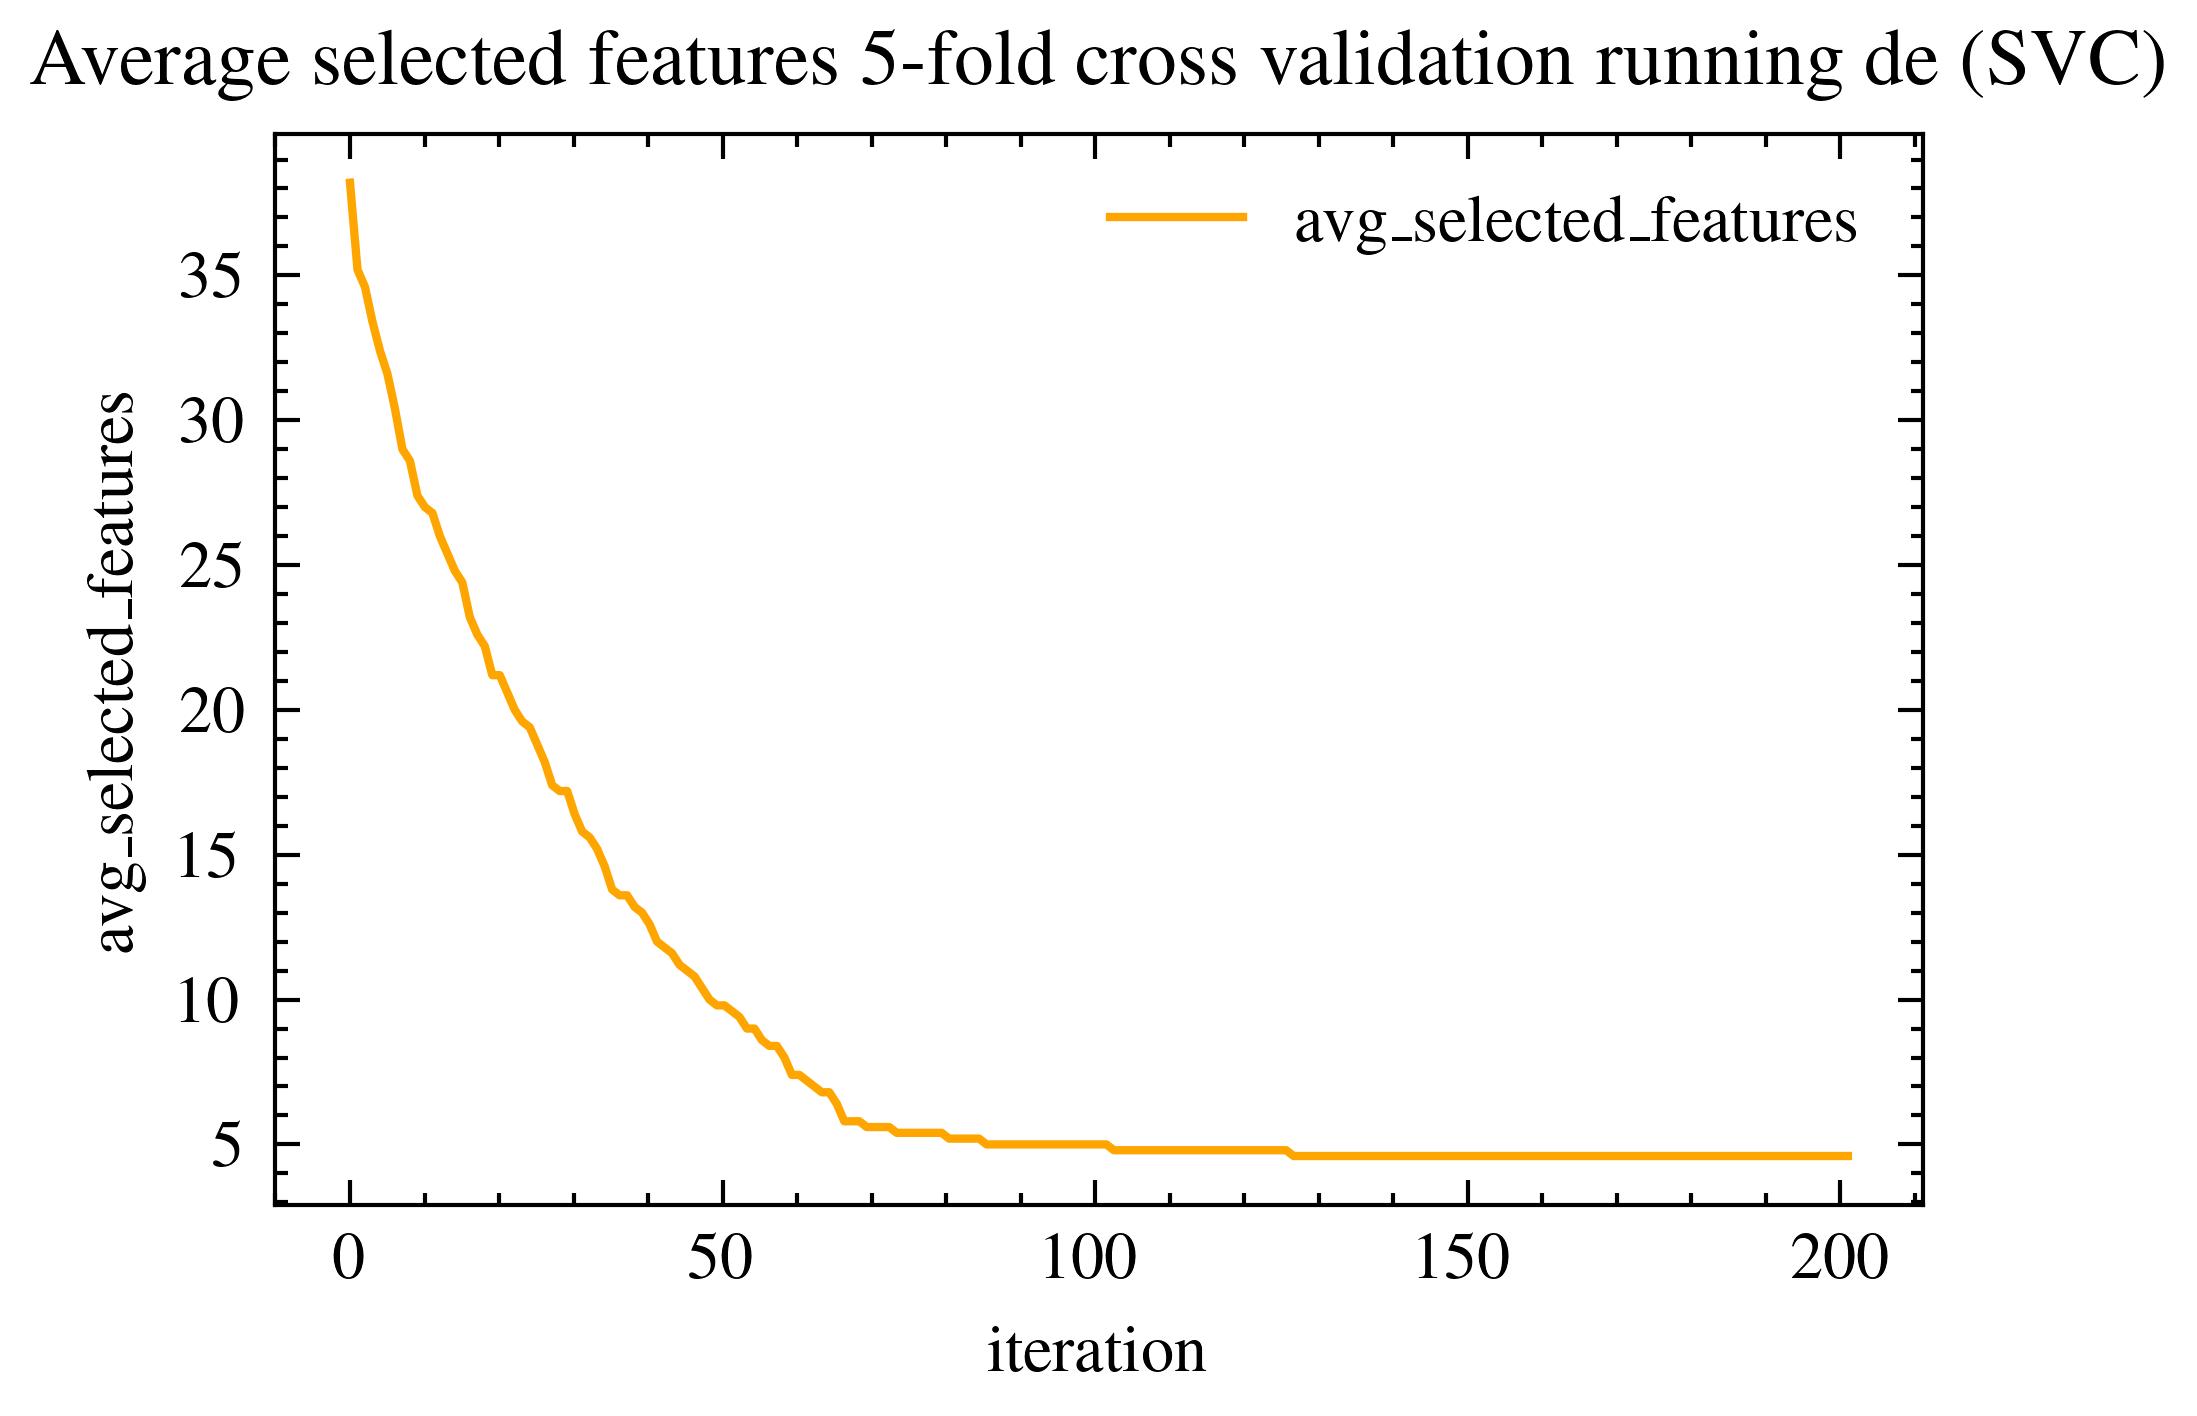 Average selected features 5-fold cross validation running de (SVC)
avg_selected_features
avg_selected_features
35
30
25
20
15
10
5
0 50 100 150 200
iteration